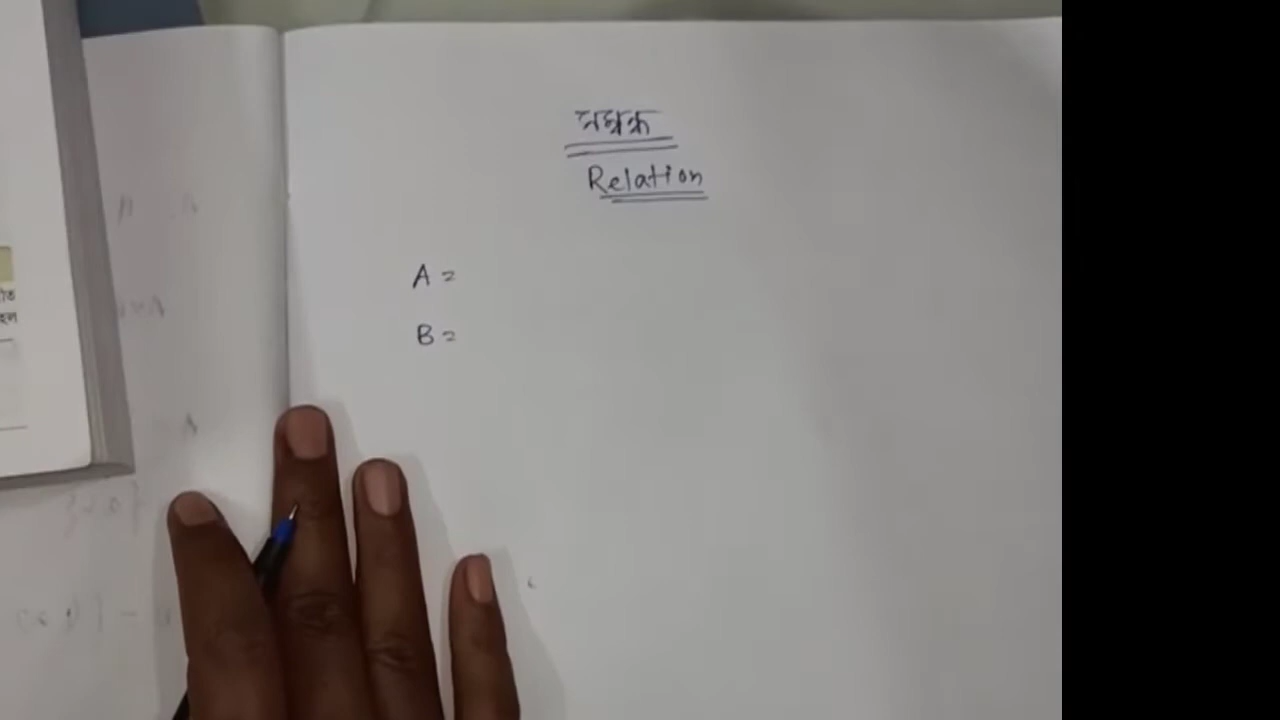 সম্বন্ধ
Relation
A =
B =